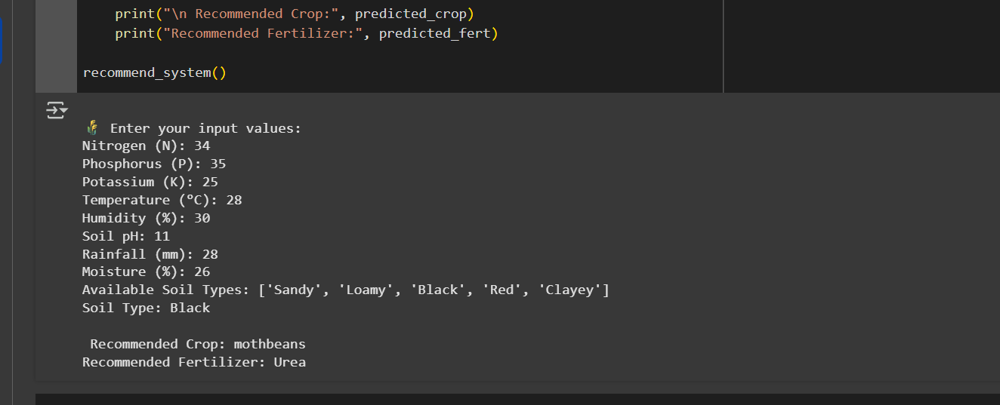 print("\n Recommended Crop:", predicted_crop)
print("Recommended Fertilizer:", predicted_fert)
recommend_system()
🌾 Enter your input values:
Nitrogen (N): 34
Phosphorus (P): 35
Potassium (K): 25
Temperature (°C): 28
Humidity (%): 30
Soil pH: 11
Rainfall (mm): 28
Moisture (%): 26
Available Soil Types: ['Sandy', 'Loamy', 'Black', 'Red', 'Clayey']
Soil Type: Black
Recommended Crop: mothbeans
Recommended Fertilizer: Urea